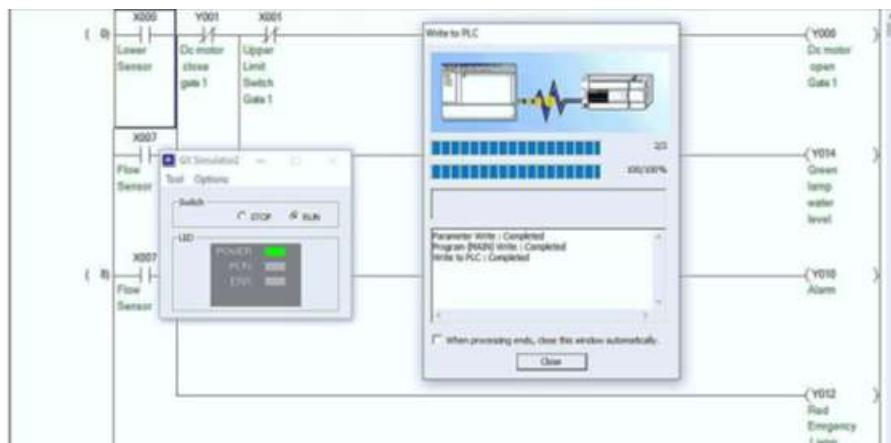 X000 Y001 X001
( 0)
Y000
Lower
Sensor
Dc motor
close
gate 1
Upper
Limit
Switch
Gate 1
Dc motor
open
Gate 1
X007
Flow
Sensor
Y014
Green
lamp
water
level
X007
( 8)
Flow
Sensor
Y010
Alarm
Y012
Red
Emrgency
Lamp
GX Simulator2
Tool Options
Switch
STOP RUN
LED
POWER
RUN
ERR.
Write to PLC
2/2
100/100%
Parameter Write : Completed
Program (MAIN) Write : Completed
Write to PLC : Completed
When processing ends, close this window automatically.
Close